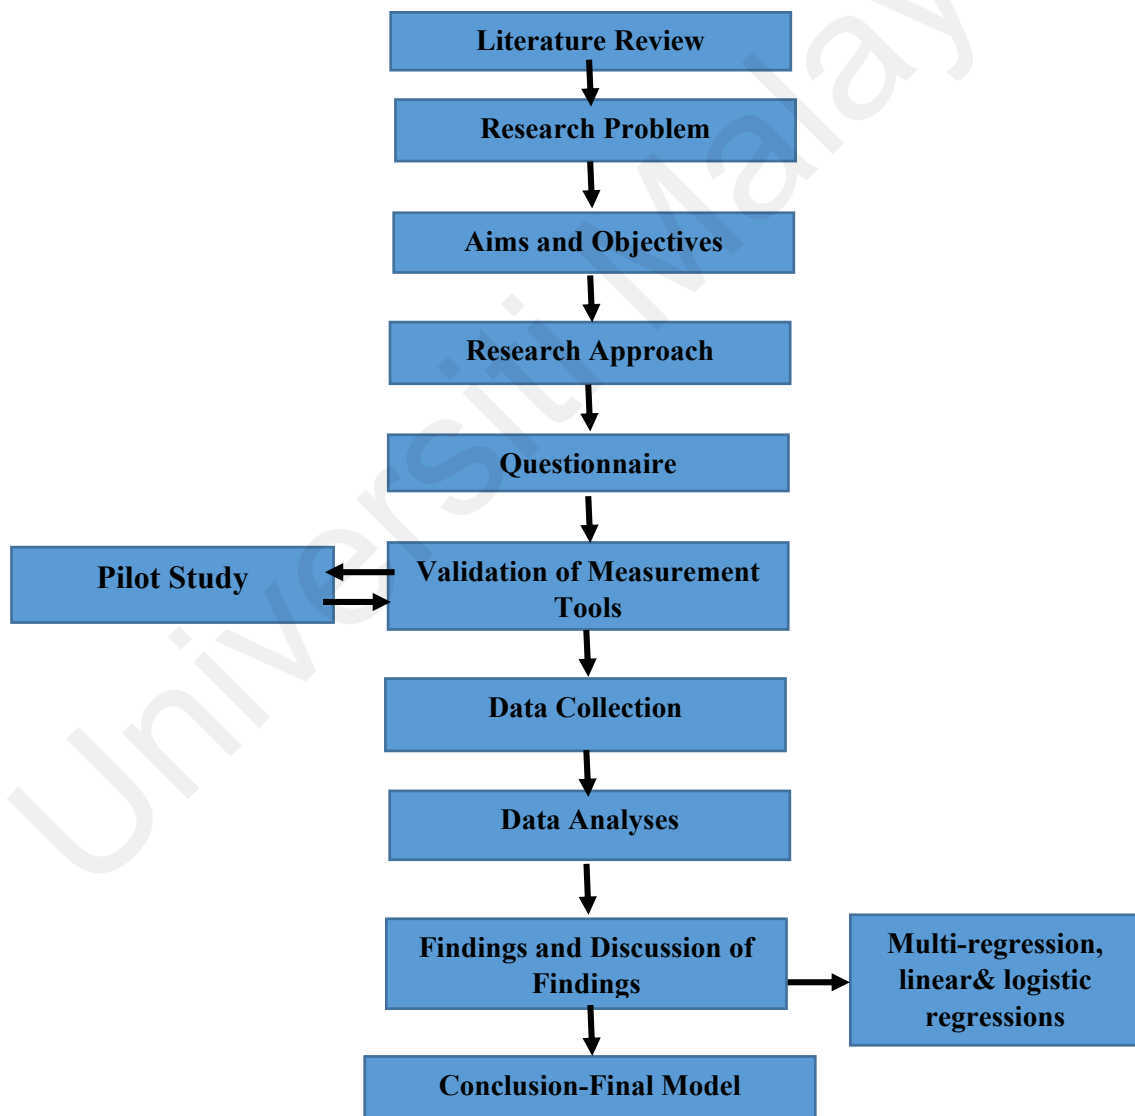 Literature Review
Research Problem
Aims and Objectives
Research Approach
Questionnaire
Pilot Study
Validation of Measurement
Tools
Data Collection
Data Analyses
Findings and Discussion of
Findings
Multi-regression,
linear& logistic
regressions
Conclusion-Final Model
Universiti Malay